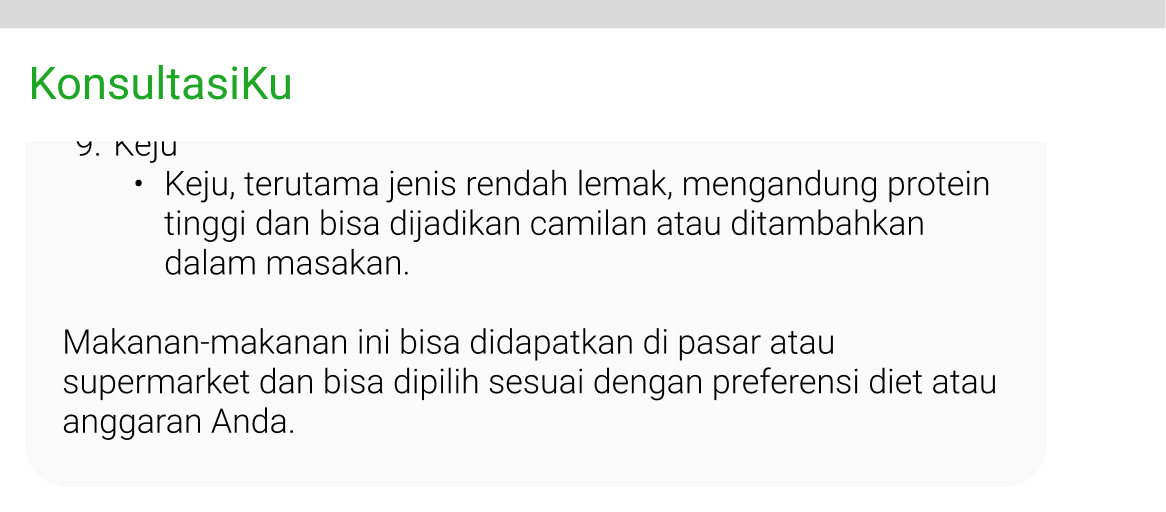 KonsultasiKu
9. Keju
• Keju, terutama jenis rendah lemak, mengandung protein
tinggi dan bisa dijadikan camilan atau ditambahkan
dalam masakan.
Makanan-makanan ini bisa didapatkan di pasar atau
supermarket dan bisa dipilih sesuai dengan preferensi diet atau
anggaran Anda.